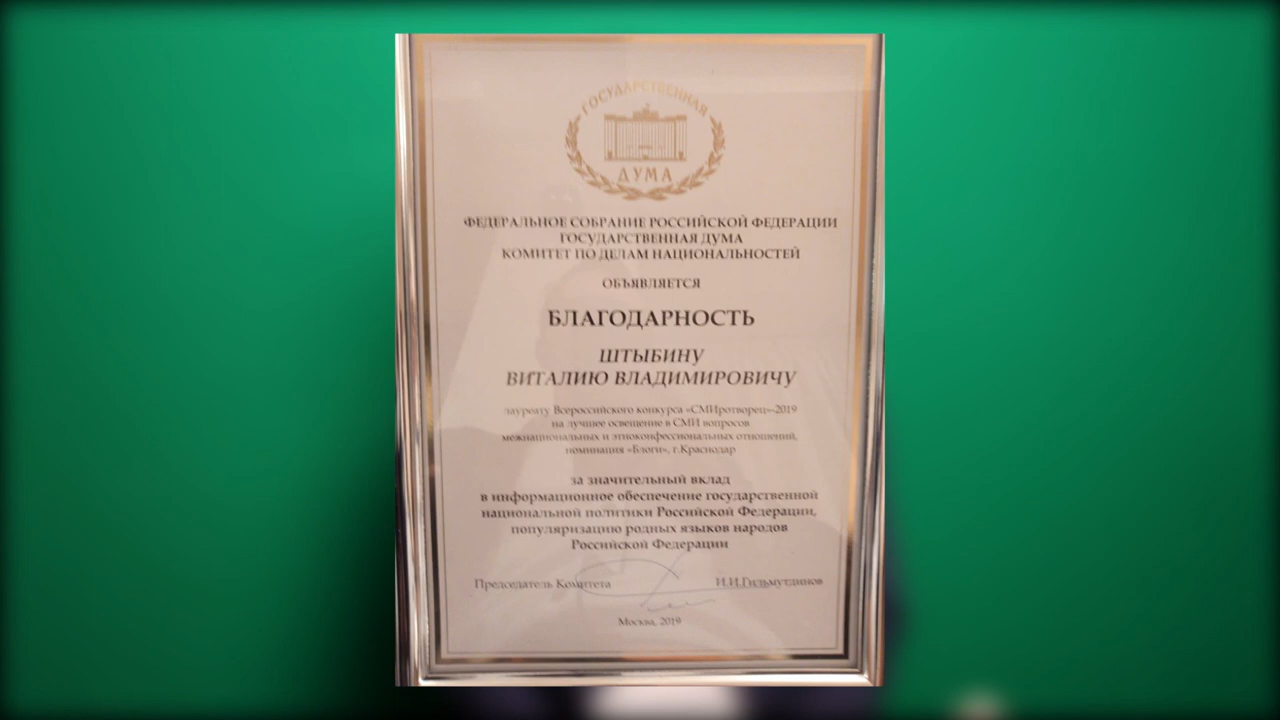 ГОСУДАРСТВЕННАЯ
ДУМА
ФЕДЕРАЛЬНОЕ СОБРАНИЕ РОССИЙСКОЙ ФЕДЕРАЦИИ
ГОСУДАРСТВЕННАЯ ДУМА
КОМИТЕТ ПО ДЕЛАМ НАЦИОНАЛЬНОСТЕЙ
ОБЪЯВЛЯЕТСЯ
БЛАГОДАРНОСТЬ
ШТЫБИНУ
ВИТАЛИЮ ВЛАДИМИРОВИЧУ
лауреату Всероссийского конкурса «СМИротворец»-2019
на лучшее освещение в СМИ вопросов
межнациональных и этноконфессиональных отношений,
номинация «Блоги», г.Краснодар
за значительный вклад
в информационное обеспечение государственной
национальной политики Российской Федерации,
популяризацию родных языков народов
Российской Федерации
Председатель Комитета И.И.Гильмутдинов
Москва, 2019